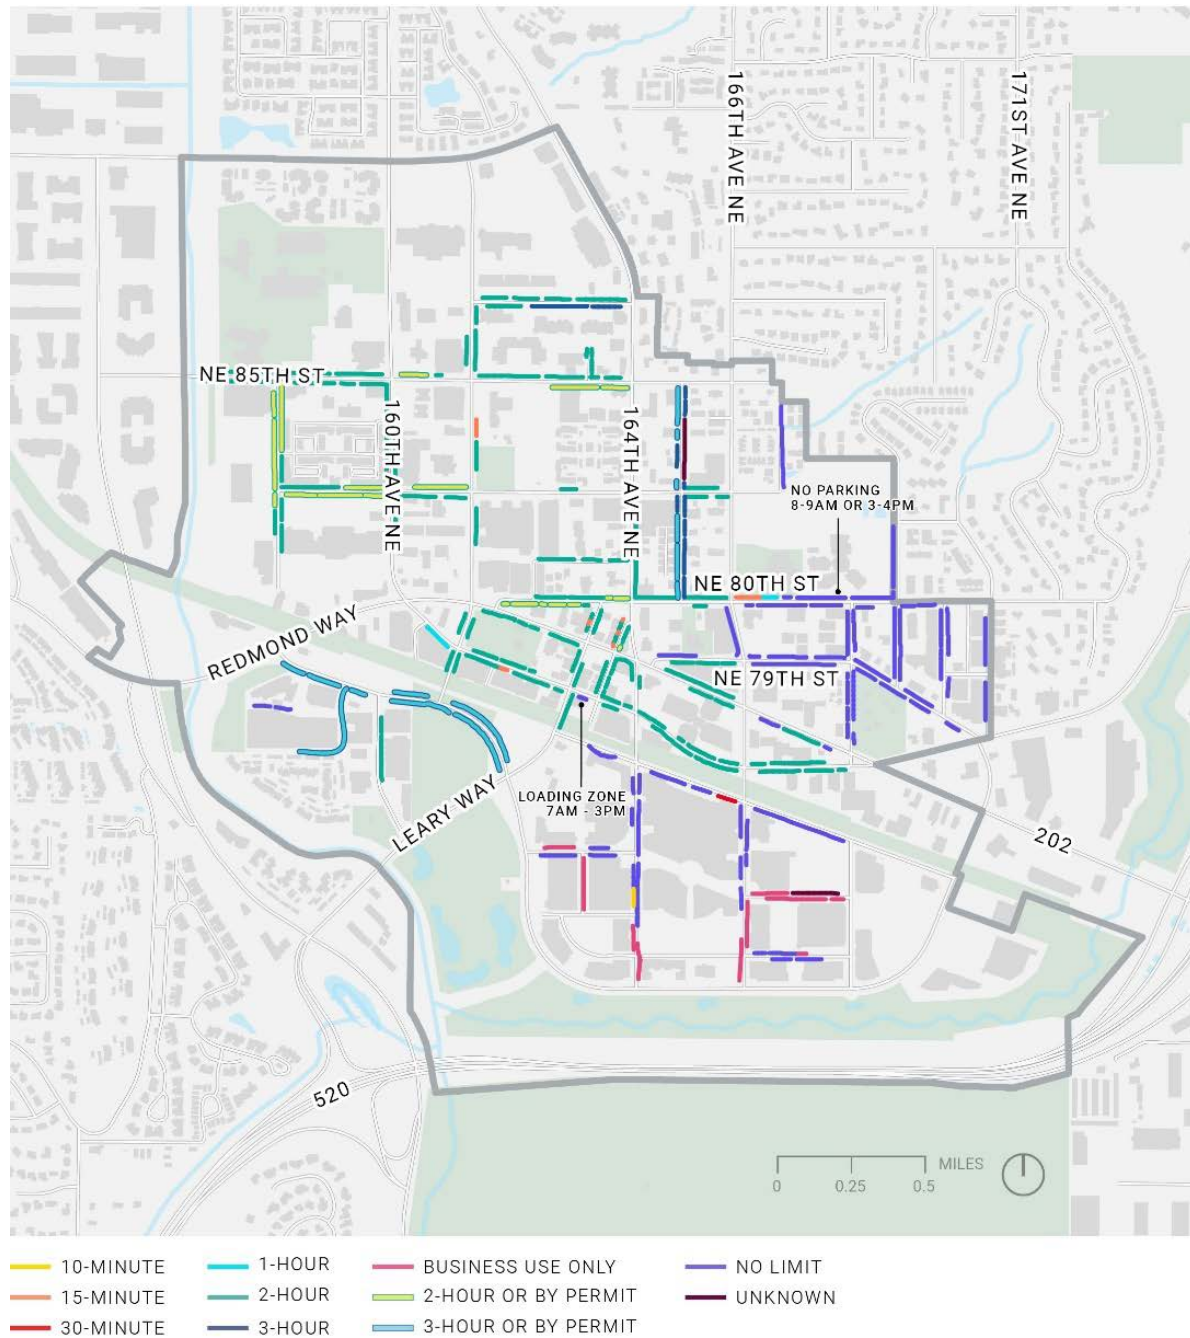 166TH AVE NE
171ST AVE NE
NE 85TH ST
160TH AVE NE
164TH AVE NE
NO PARKING
8-9AM OR 3-4PM
NE 80TH ST
REDMOND WAY
NE 79TH ST
LOADING ZONE
7AM - 3PM
LEARY WAY
202
520
MILES
0 0.25 0.5
10-MINUTE 1-HOUR BUSINESS USE ONLY NO LIMIT
15-MINUTE 2-HOUR 2-HOUR OR BY PERMIT UNKNOWN
30-MINUTE 3-HOUR 3-HOUR OR BY PERMIT